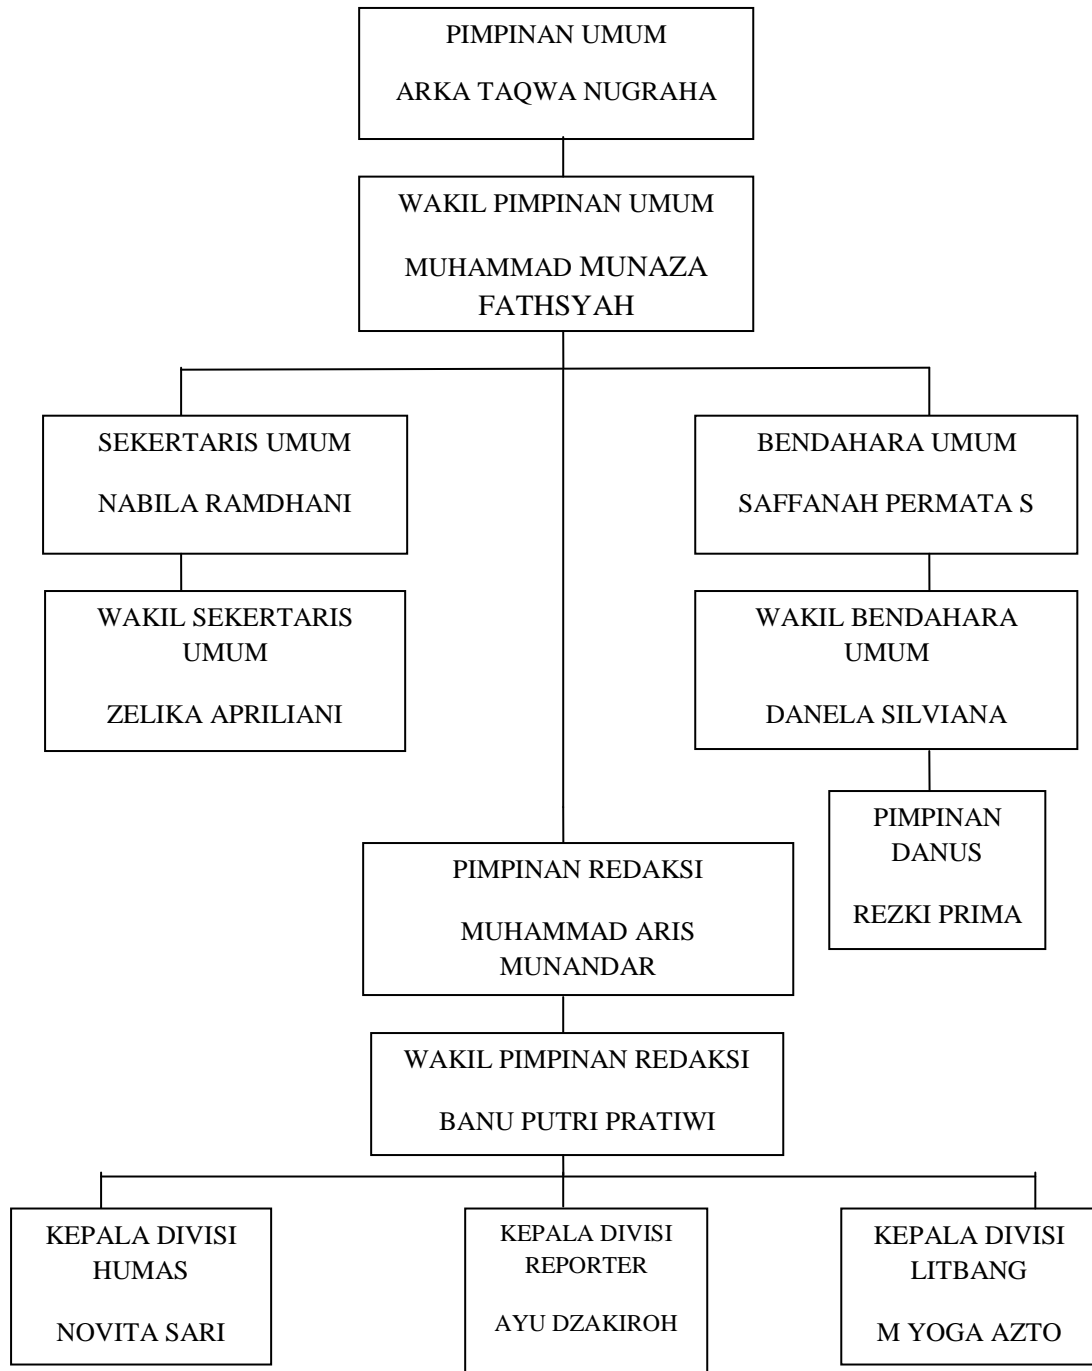 PIMPINAN UMUM
ARKA TAQWA NUGRAHA
WAKIL PIMPINAN UMUM
MUHAMMAD MUNAZA
FATHSYAH
SEKERTARIS UMUM
NABILA RAMDHANI
BENDAHARA UMUM
SAFFANAH PERMATA S
WAKIL SEKERTARIS
UMUM
ZELIKA APRILIANI
WAKIL BENDAHARA
UMUM
DANELA SILVIANA
PIMPINAN
DANUS
REZKI PRIMA
PIMPINAN REDAKSI
MUHAMMAD ARIS
MUNANDAR
WAKIL PIMPINAN REDAKSI
BANU PUTRI PRATIWI
KEPALA DIVISI
HUMAS
NOVITA SARI
KEPALA DIVISI
REPORTER
AYU DZAKIROH
KEPALA DIVISI
LITBANG
M YOGA AZTO